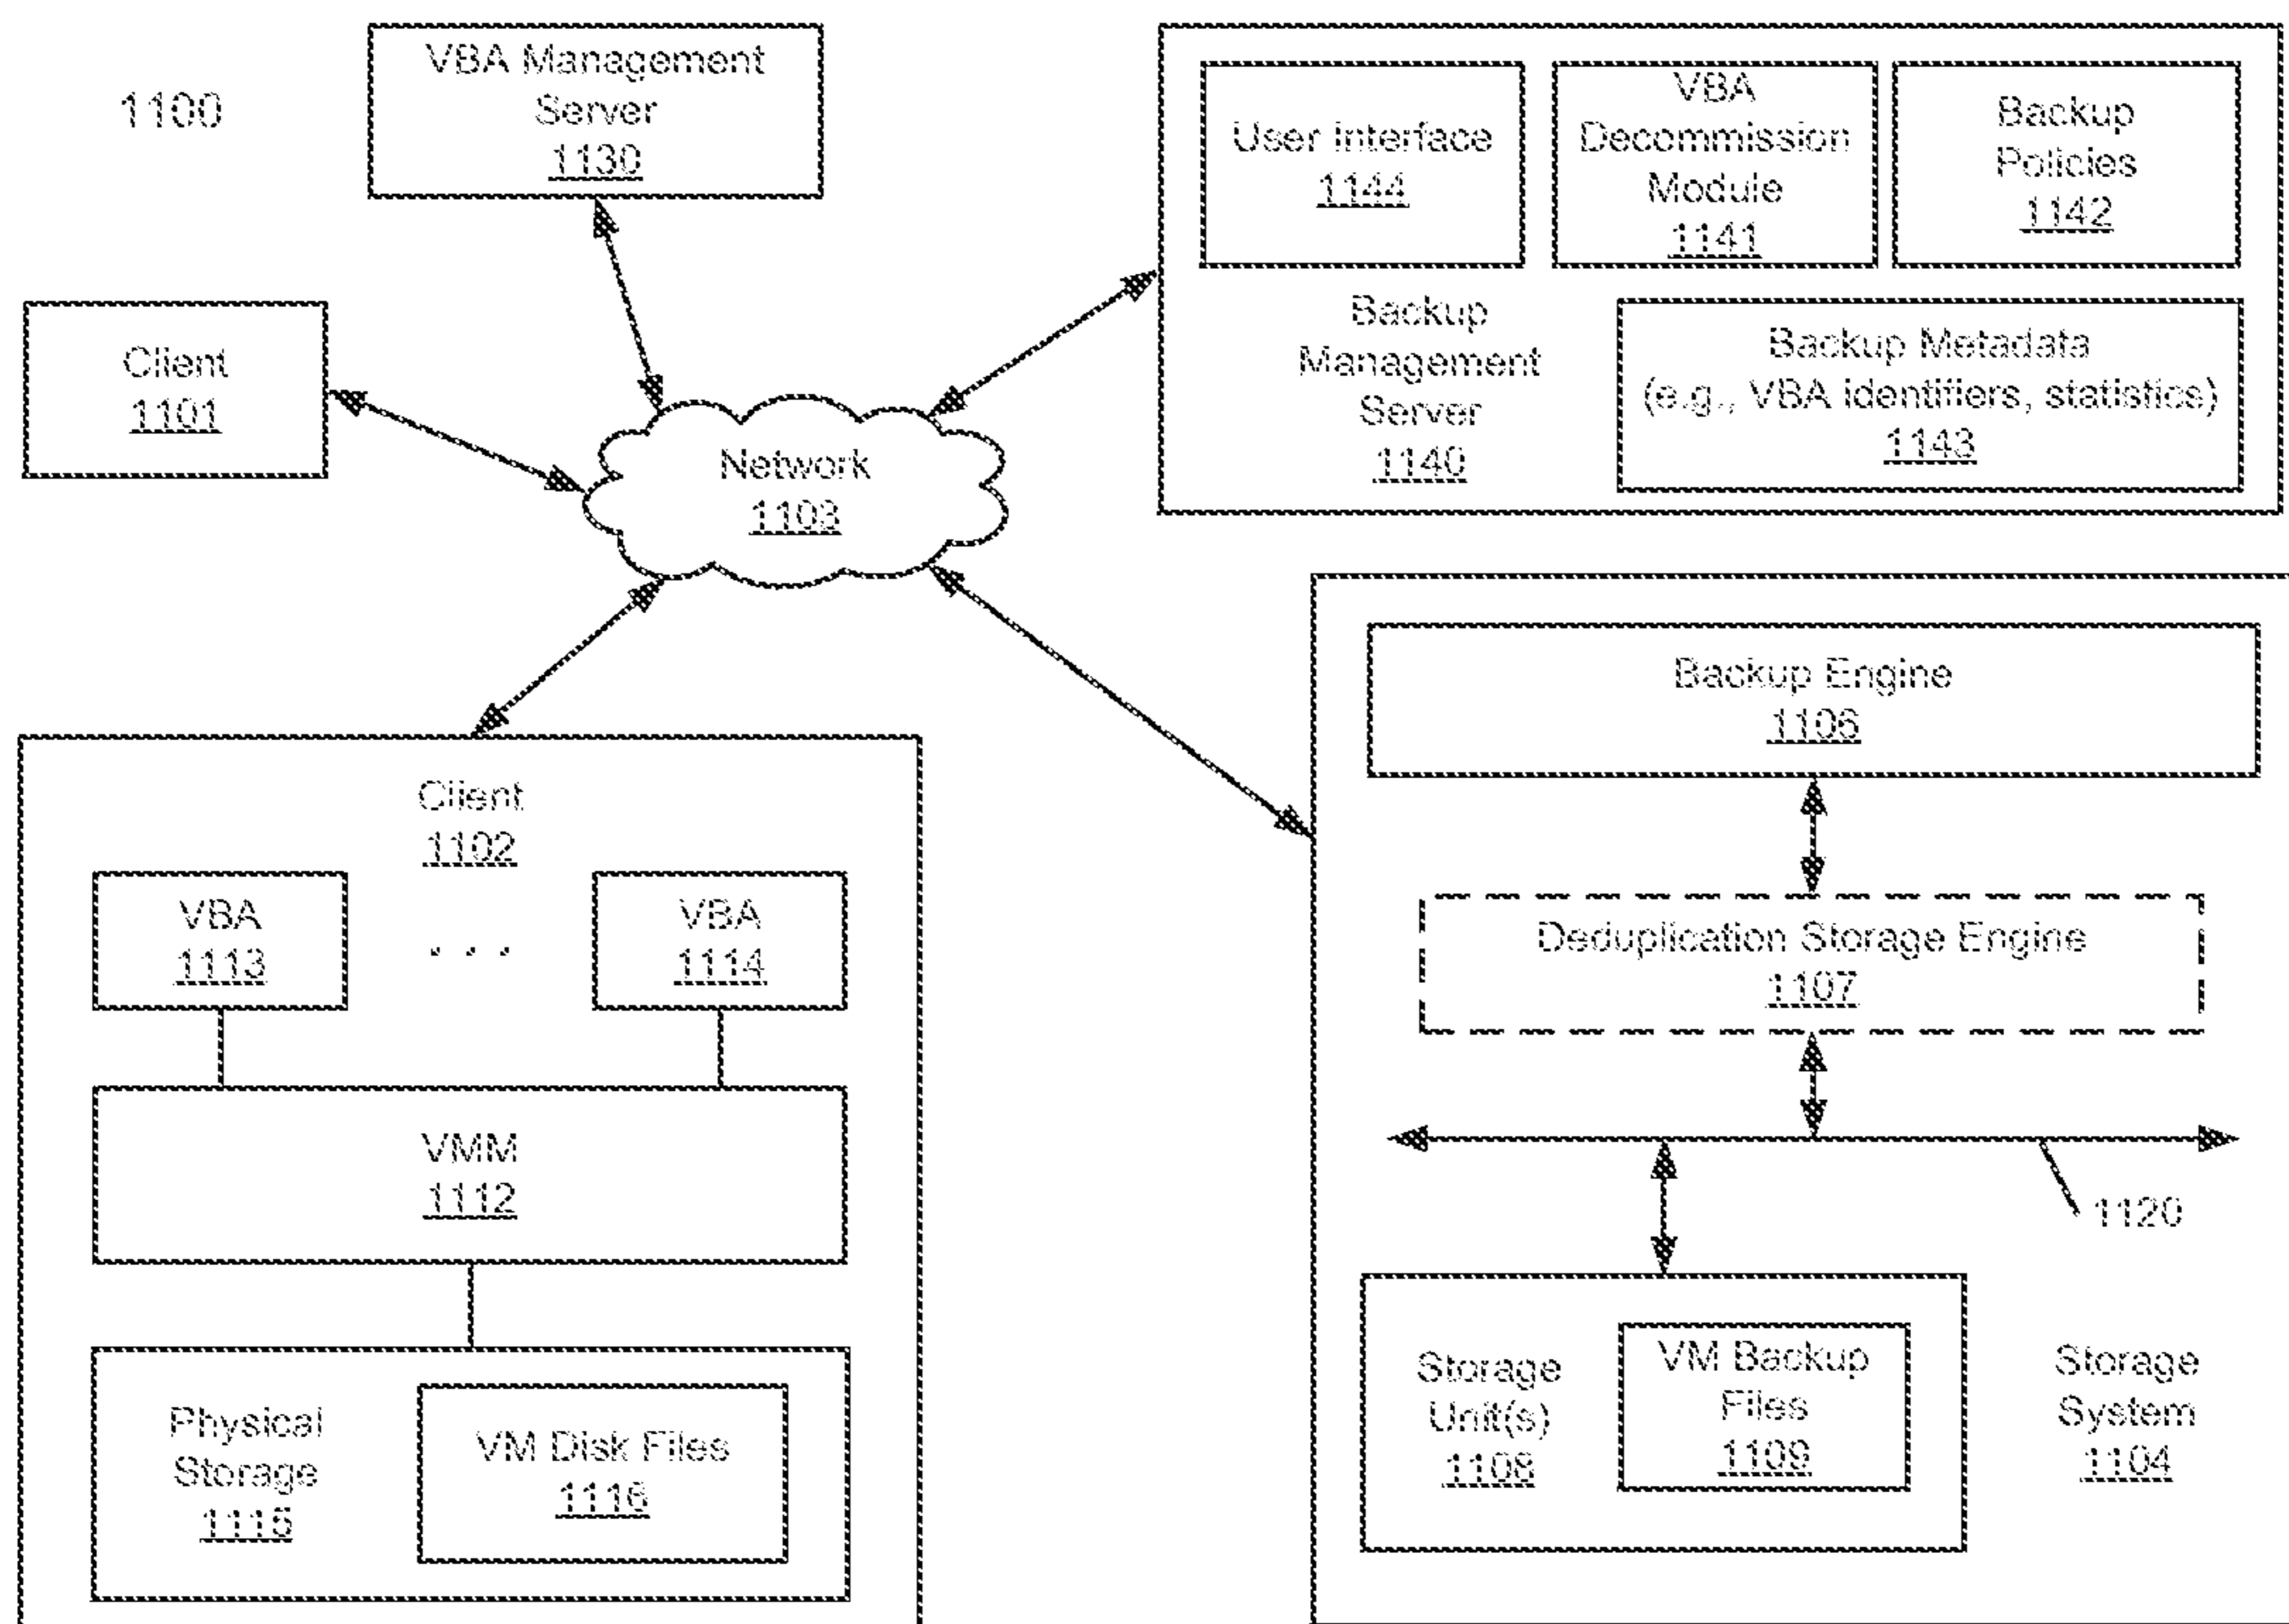 1100
VBA Management
Server
1130
Client
1101
Network
1103
User Interface
1144
VBA
Decommission
Module
1141
Backup
Policies
1142
Backup
Management
Server
1140
Backup Metadata
(e.g., VBA identifiers, statistics)
1143
Client
1102
VBA
1113
. . .
VBA
1114
VMM
1112
Physical
Storage
1115
VM Disk Files
1116
Backup Engine
1106
Deduplication Storage Engine
1107
1120
Storage
Unit(s)
1108
VM Backup
Files
1109
Storage
System
1104